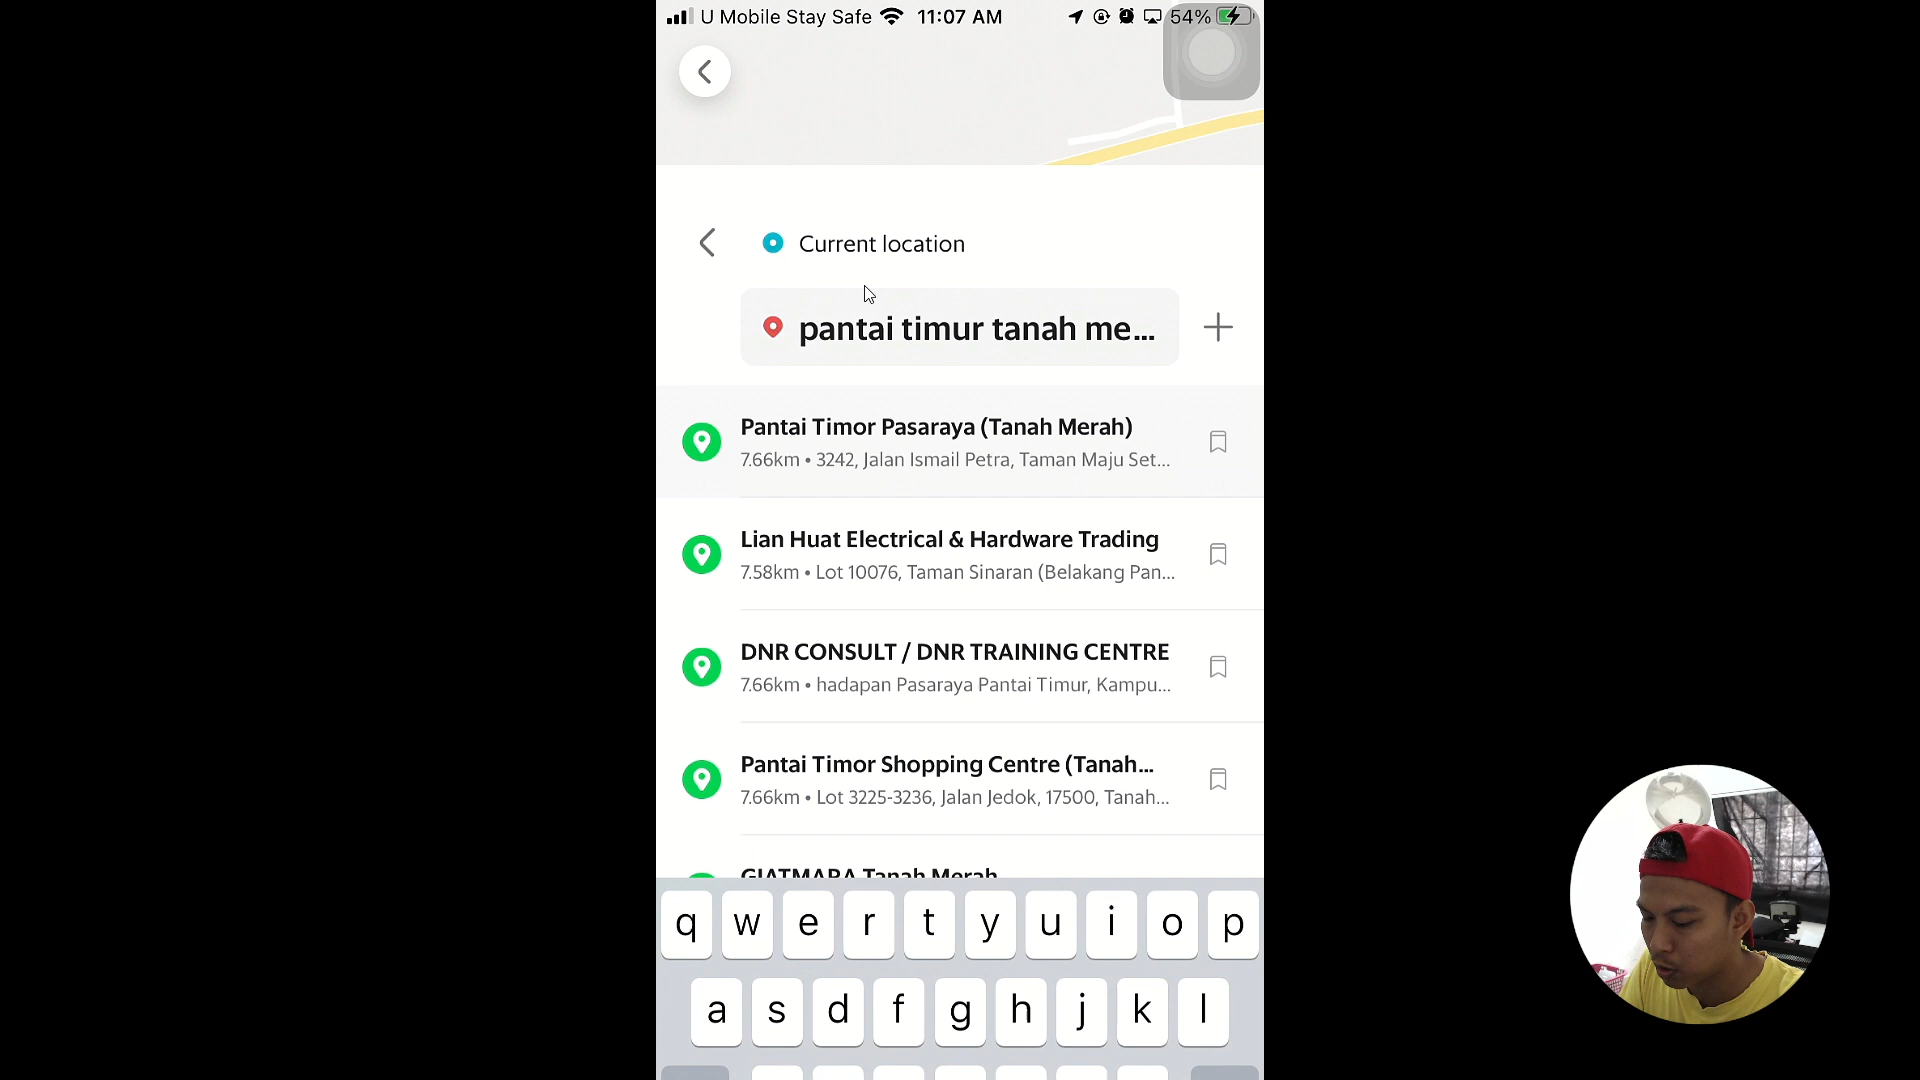 U Mobile Stay Safe 11:07 AM 54%
Current location
pantai timur tanah me...
Pantai Timor Pasaraya (Tanah Merah)
7.66km • 3242, Jalan Ismail Petra, Taman Maju Set...
Lian Huat Electrical & Hardware Trading
7.58km • Lot 10076, Taman Sinaran (Belakang Pan...
DNR CONSULT / DNR TRAINING CENTRE
7.66km • hadapan Pasaraya Pantai Timur, Kampu...
Pantai Timor Shopping Centre (Tanah...
7.66km • Lot 3225-3236, Jalan Jedok, 17500, Tanah...
GIATMARA Tanah Merah
q w e r t y u i o p
a s d f g h j k l